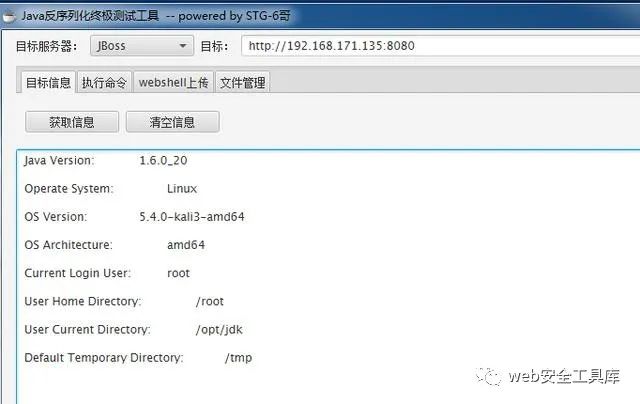 Java反序列化终极测试工具 -- powered by STG-6哥
目标服务器： JBoss 目标： http://192.168.171.135:8080
目标信息 执行命令 webshell上传 文件管理
获取信息 清空信息
Java Version: 1.6.0_20
Operate System: Linux
OS Version: 5.4.0-kali3-amd64
OS Architecture: amd64
Current Login User: root
User Home Directory: /root
User Current Directory: /opt/jdk
Default Temporary Directory: /tmp
web安全工具库